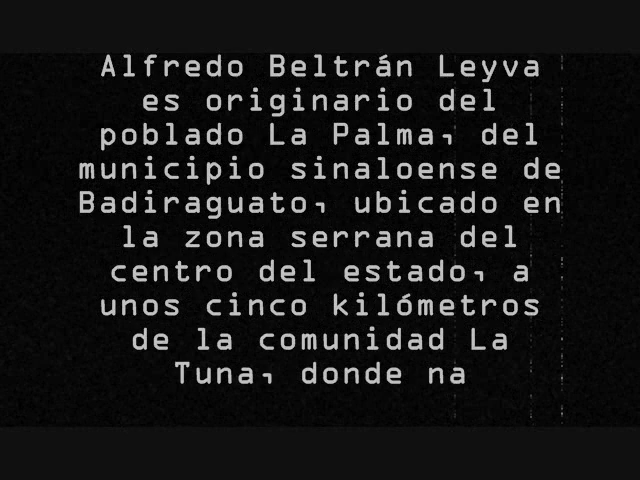 Alfredo Beltrán Leyva
es originario del
poblado La Palma, del
municipio sinaloense de
Badiraguato, ubicado en
la zona serrana del
centro del estado, a
unos cinco kilómetros
de la comunidad La
Tuna, donde na